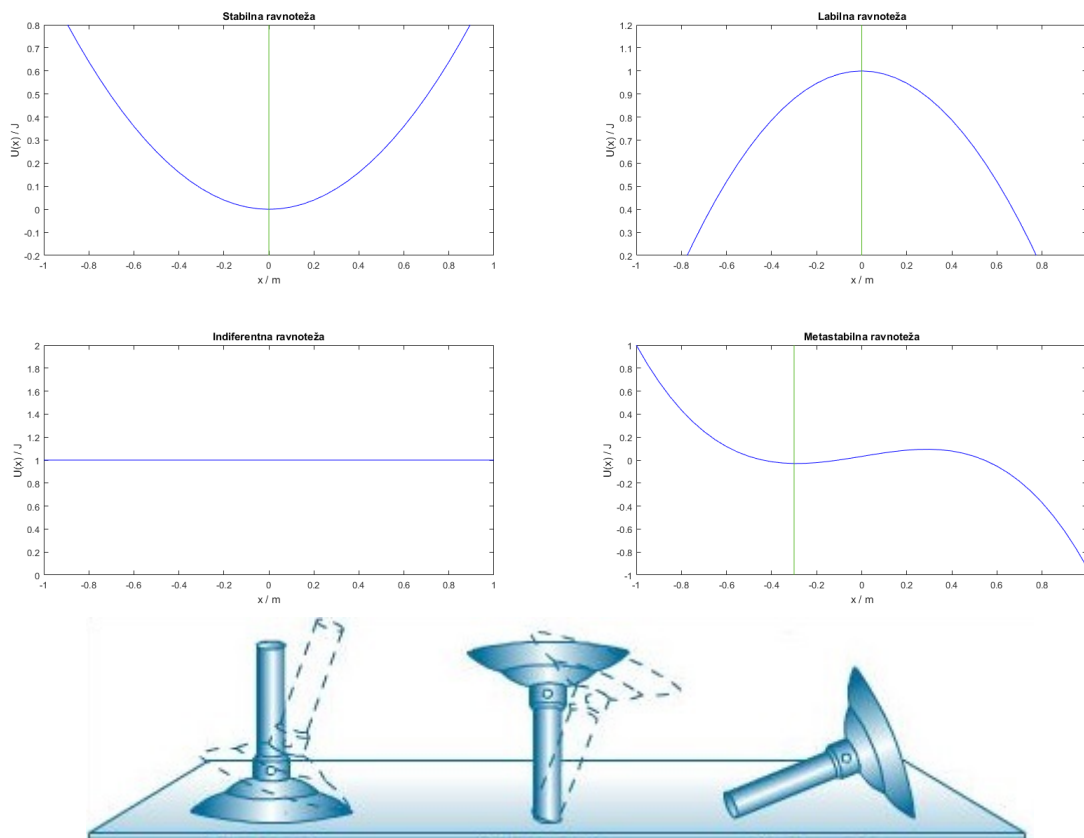 Stabilna ravnoteža
0.8
0.7
0.6
0.5
0.4
0.3
0.2
0.1
0
-0.1
-0.2
U(x) / J
-1 -0.8 -0.6 -0.4 -0.2 0 0.2 0.4 0.6 0.8 1
x / m
Labilna ravnoteža
1.2
1.1
1
0.9
0.8
0.7
0.6
0.5
0.4
0.3
0.2
U(x) / J
-1 -0.8 -0.6 -0.4 -0.2 0 0.2 0.4 0.6 0.8
x / m
Indiferentna ravnoteža
2
1.8
1.6
1.4
1.2
1
0.8
0.6
0.4
0.2
0
U(x) / J
-1 -0.8 -0.6 -0.4 -0.2 0 0.2 0.4 0.6 0.8 1
x / m
Metastabilna ravnoteža
1
0.8
0.6
0.4
0.2
0
-0.2
-0.4
-0.6
-0.8
-1
U(x) / J
-1 -0.8 -0.6 -0.4 -0.2 0 0.2 0.4 0.6 0.8
x / m